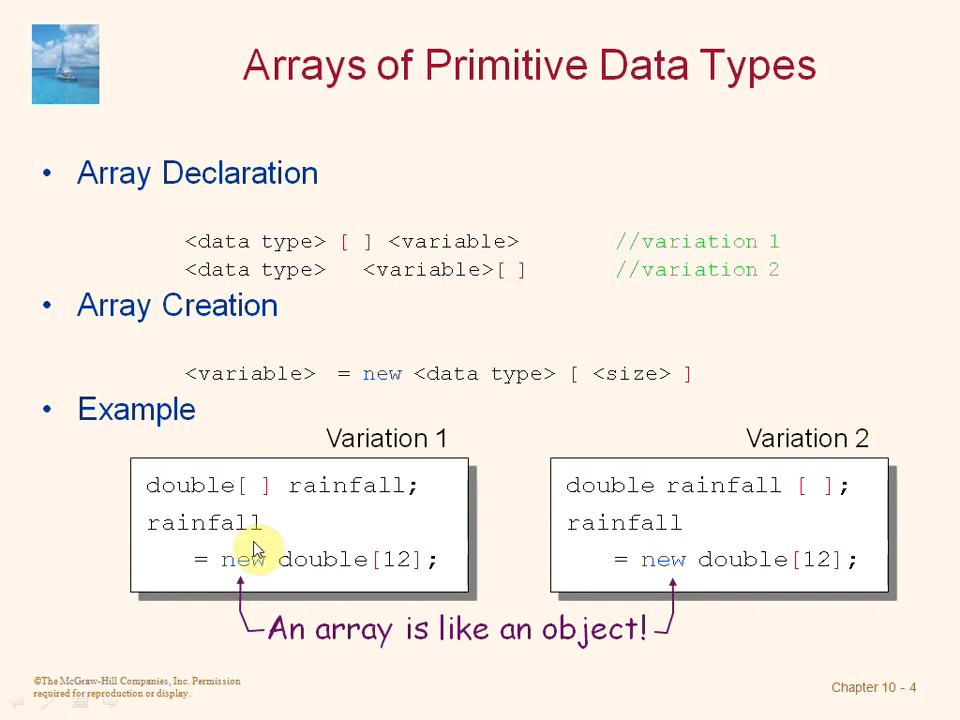 Arrays of Primitive Data Types
• Array Declaration
<data type> [ ] <variable> //variation 1
<data type> <variable>[ ] //variation 2
• Array Creation
<variable> = new <data type> [ <size> ]
• Example
Variation 1
double[ ] rainfall;
rainfall
= new double[12];
Variation 2
double rainfall [ ];
rainfall
= new double[12];
An array is like an object!
©The McGraw-Hill Companies, Inc. Permission
required for reproduction or display.
Chapter 10 - 4